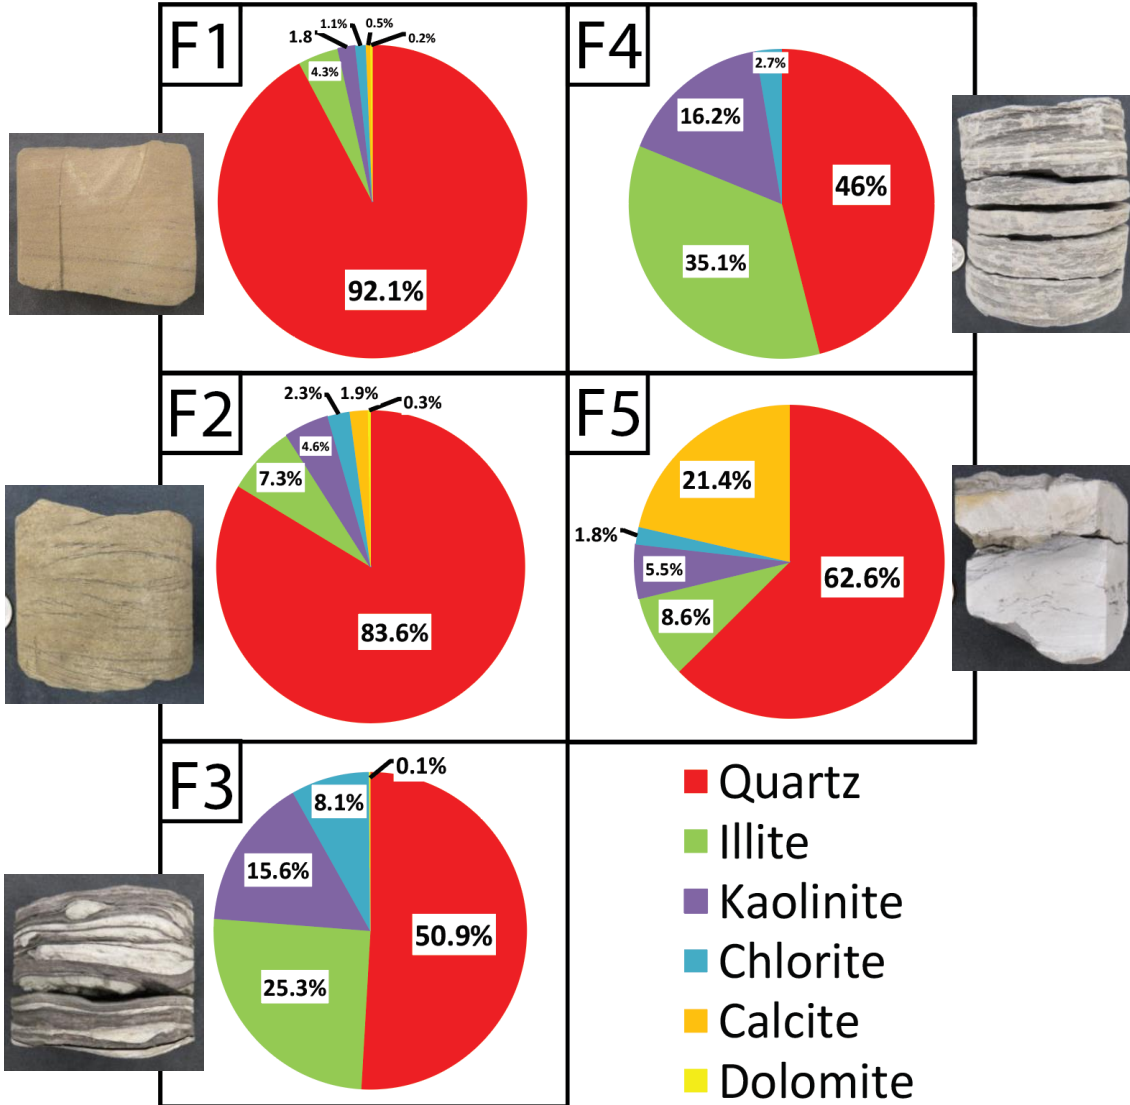 F1
1.8
1.1%
0.5%
0.2%
4.3%
92.1%
F4
2.7%
16.2%
46%
35.1%
F2
2.3%
1.9%
0.3%
4.6%
7.3%
83.6%
F5
21.4%
1.8%
5.5%
8.6%
62.6%
F3
0.1%
8.1%
15.6%
50.9%
25.3%
Quartz
Illite
Kaolinite
Chlorite
Calcite
Dolomite